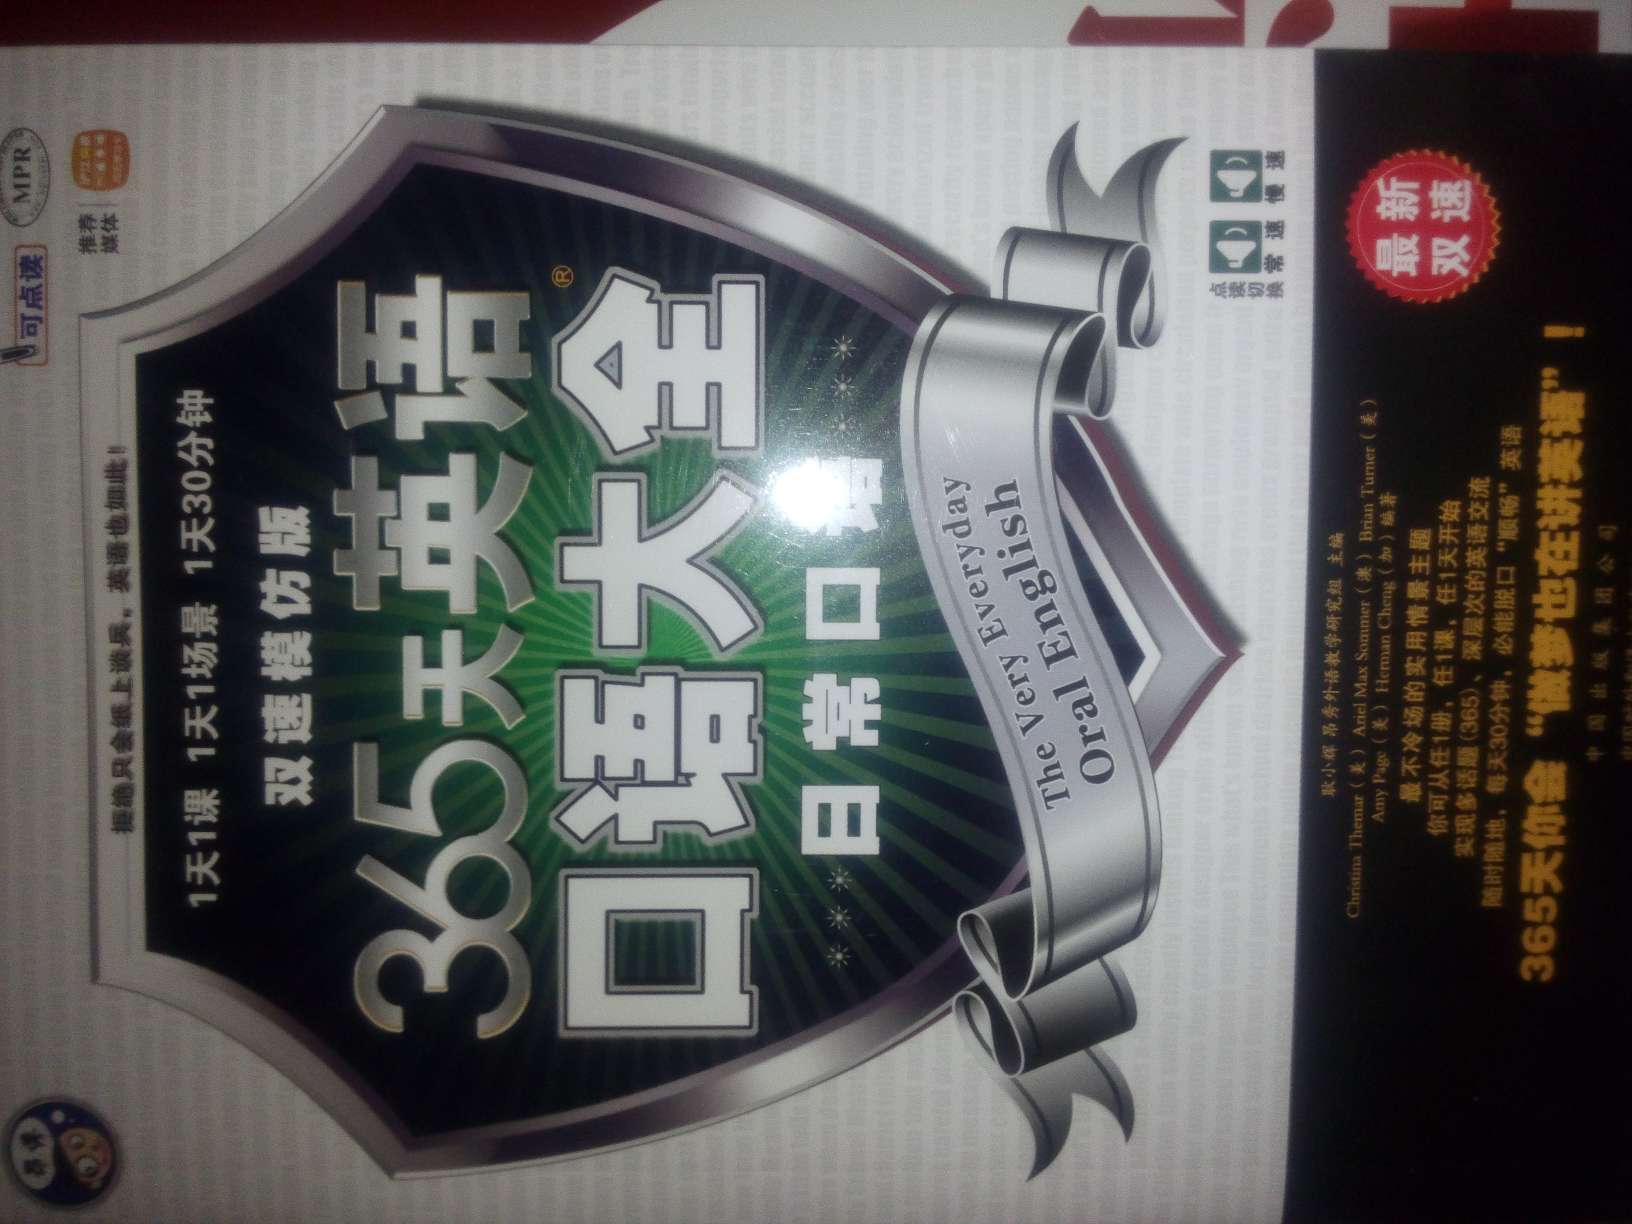 可点读
MPR
推荐
媒体
昂秀
拒绝只会纸上谈兵，英语也如此！
1天1课 1天1场景 1天30分钟
双速模仿版
365天英语
口语大全®
日常口语
The Very Everyday
Oral English
点读切换
常速
慢速
最新
双速
耿小辉 昂秀外语教学研究组 主编
Christina Themar（美）Ariel Max Sommer（澳）Brian Turner（美）
Any Page（美）Herman Cheng（加）编著
最不冷场的实用情景主题
你可从任1册，任1课，任1天开始
实现多话题(365)、深层次的英语交流
随时随地，每天30分钟，必能脱口“顺畅”英语
365天你会“做梦也在讲英语”！
中国出版集团公司